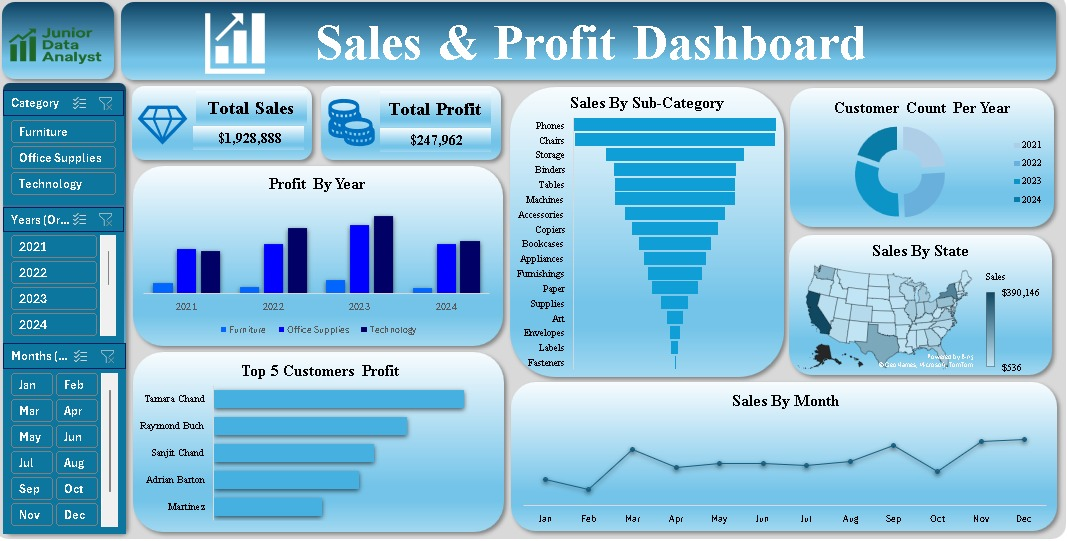 Junior
Data
Analyst
Sales & Profit Dashboard
Category
Furniture
Office Supplies
Technology
Years (Or...
2021
2022
2023
2024
Months (...
Jan Feb
Mar Apr
May Jun
Jul Aug
Sep Oct
Nov Dec
Total Sales
$1,928,888
Total Profit
$247,962
Profit By Year
2021 2022 2023 2024
Furniture Office Supplies Technology
Top 5 Customers Profit
Tamara Chand
Raymond Buch
Sanjit Chand
Adrian Barton
Martinez
Sales By Sub-Category
Phones
Chairs
Storage
Binders
Tables
Machines
Accessories
Copiers
Bookcases
Appliances
Furnishings
Paper
Supplies
Art
Envelopes
Labels
Fasteners
Customer Count Per Year
2021
2022
2023
2024
Sales By State
Sales
$390,146
$536
Powered by Bing
© GeoNames, Microsoft, TomTom
Sales By Month
Jan Feb Mar Apr May Jun Jul Aug Sep Oct Nov Dec